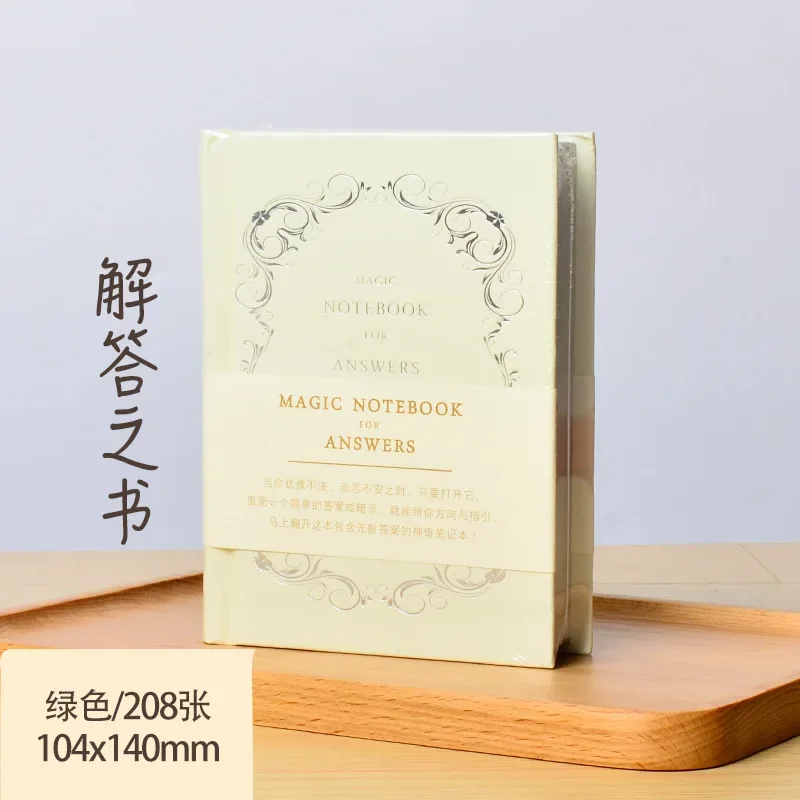 解答之书
MAGIC
NOTEBOOK
FOR
ANSWERS
MAGIC NOTEBOOK
FOR
ANSWERS
当你犹豫不决、忐忑不安之时，只要打开它，
里面一个简单的答案或暗示，就能给你方向与指引，
马上翻开这本包含无数答案的神奇笔记本！
绿色/208张
104x140mm